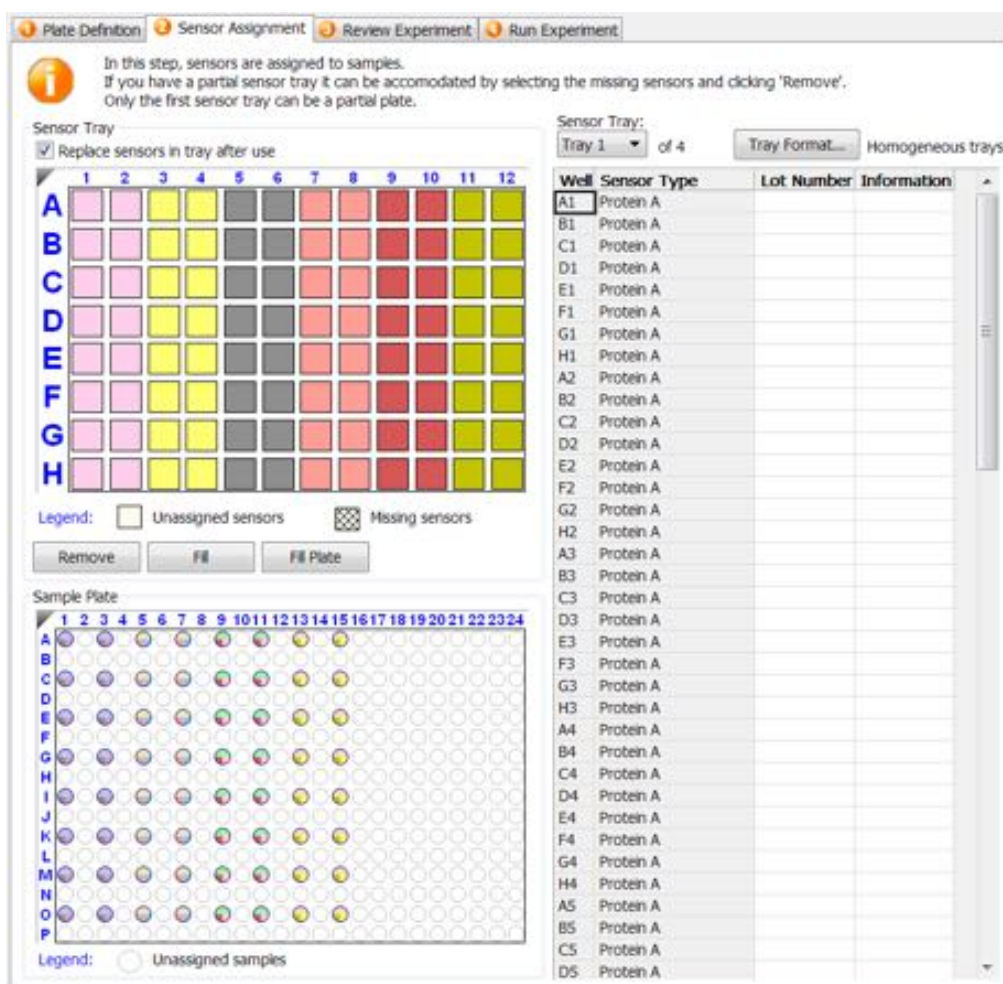 1 Plate Definition 2 Sensor Assignment 3 Review Experiment 4 Run Experiment
In this step, sensors are assigned to samples.
If you have a partial sensor tray it can be accomodated by selecting the missing sensors and clicking 'Remove'.
Only the first sensor tray can be a partial plate.
Sensor Tray
Replace sensors in tray after use
1 2 3 4 5 6 7 8 9 10 11 12
A
B
C
D
E
F
G
H
Legend: Unassigned sensors Missing sensors
Remove Fill Fill Plate
Sample Plate
1 2 3 4 5 6 7 8 9 10 11 12 13 14 15 16 17 18 19 20 21 22 23 24
A
B
C
D
E
F
G
H
I
J
K
L
M
N
O
P
Legend: Unassigned samples
Sensor Tray:
Tray 1 of 4 Tray Format... Homogeneous trays
Well Sensor Type Lot Number Information
A1 Protein A
B1 Protein A
C1 Protein A
D1 Protein A
E1 Protein A
F1 Protein A
G1 Protein A
H1 Protein A
A2 Protein A
B2 Protein A
C2 Protein A
D2 Protein A
E2 Protein A
F2 Protein A
G2 Protein A
H2 Protein A
A3 Protein A
B3 Protein A
C3 Protein A
D3 Protein A
E3 Protein A
F3 Protein A
G3 Protein A
H3 Protein A
A4 Protein A
B4 Protein A
C4 Protein A
D4 Protein A
E4 Protein A
F4 Protein A
G4 Protein A
H4 Protein A
A5 Protein A
B5 Protein A
C5 Protein A
D5 Protein A